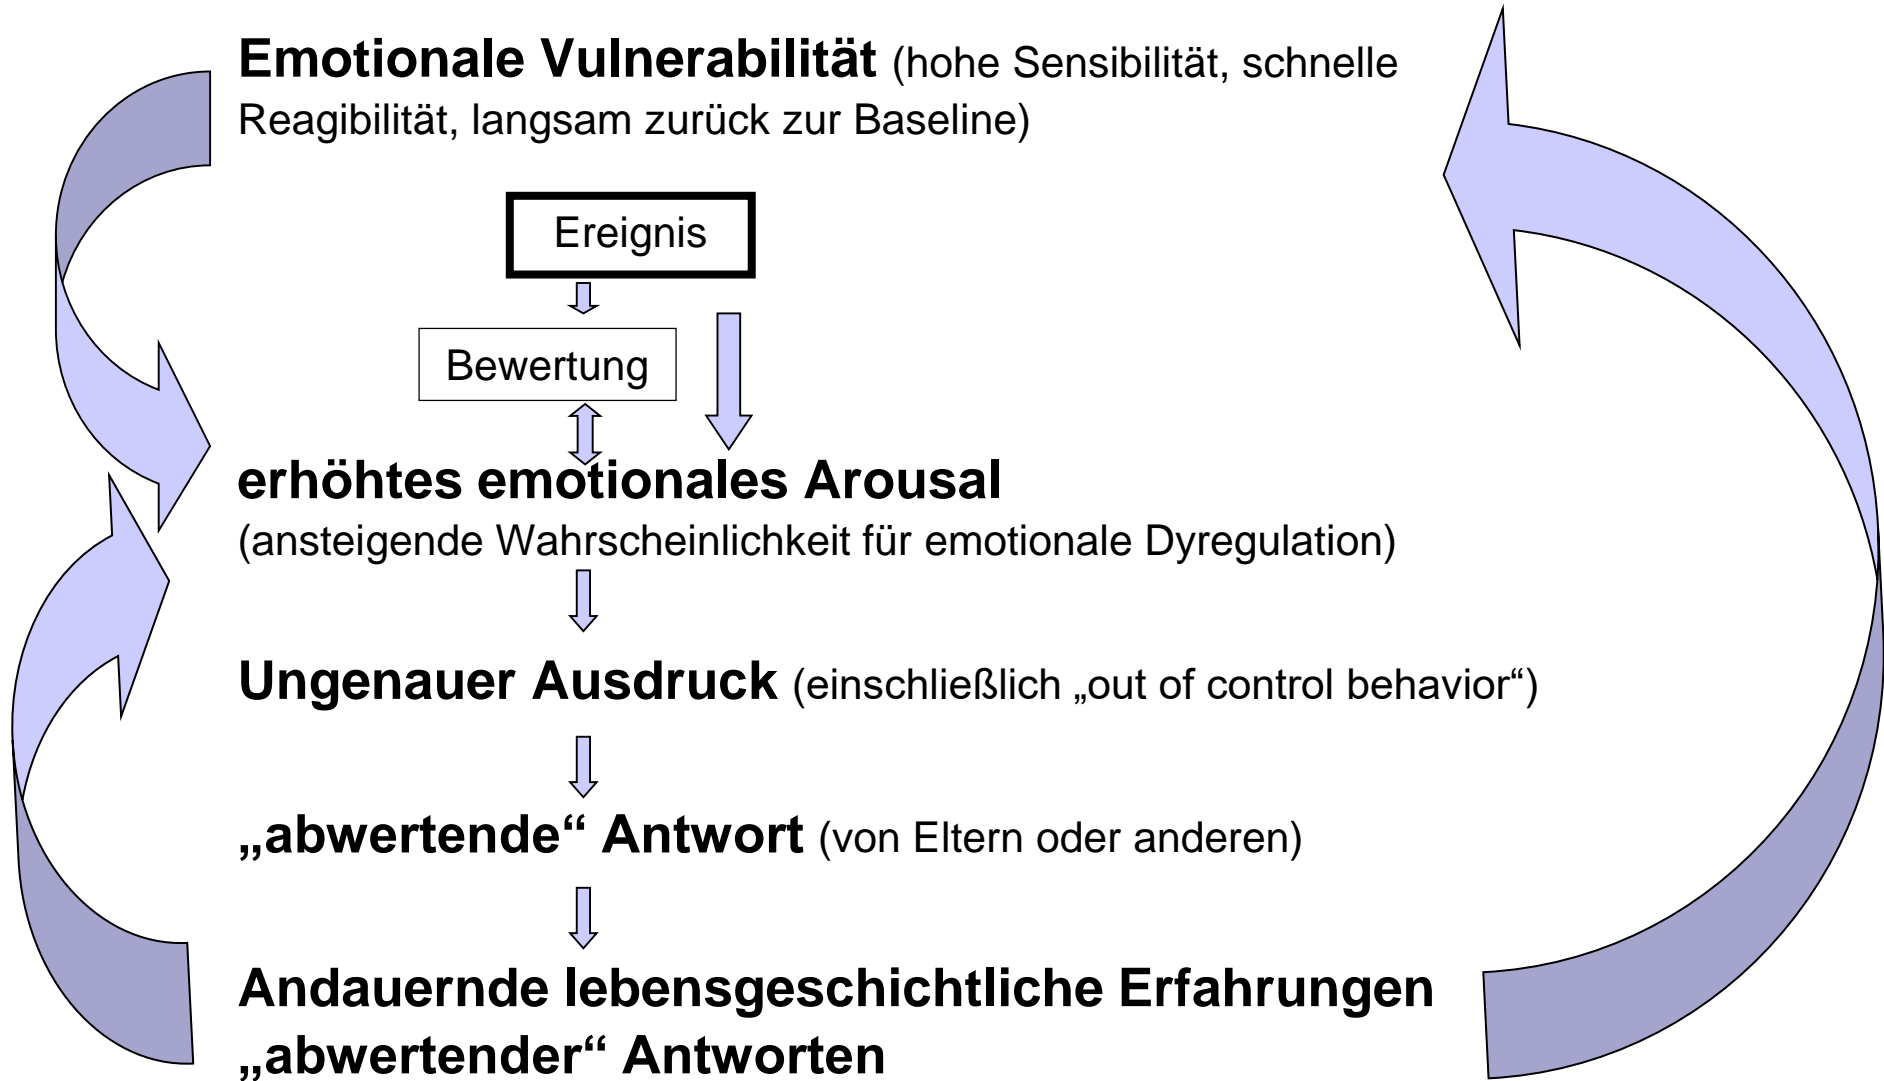 Emotionale Vulnerabilität (hohe Sensibilität, schnelle
Reagibilität, langsam zurück zur Baseline)
Ereignis
Bewertung
erhöhtes emotionales Arousal
(ansteigende Wahrscheinlichkeit für emotionale Dyregulation)
Ungenauer Ausdruck (einschließlich „out of control behavior“)
„abwertende“ Antwort (von Eltern oder anderen)
Andauernde lebensgeschichtliche Erfahrungen
„abwertender“ Antworten